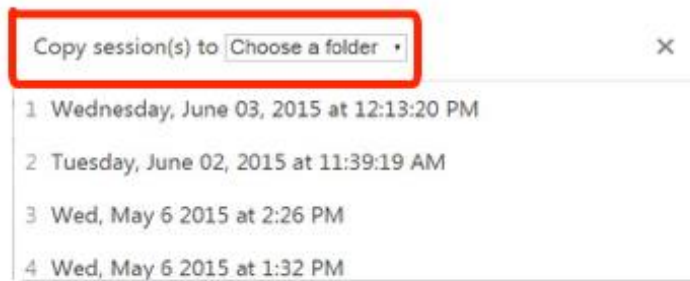 Copy session(s) to Choose a folder
1 Wednesday, June 03, 2015 at 12:13:20 PM
2 Tuesday, June 02, 2015 at 11:39:19 AM
3 Wed, May 6 2015 at 2:26 PM
4 Wed, May 6 2015 at 1:32 PM